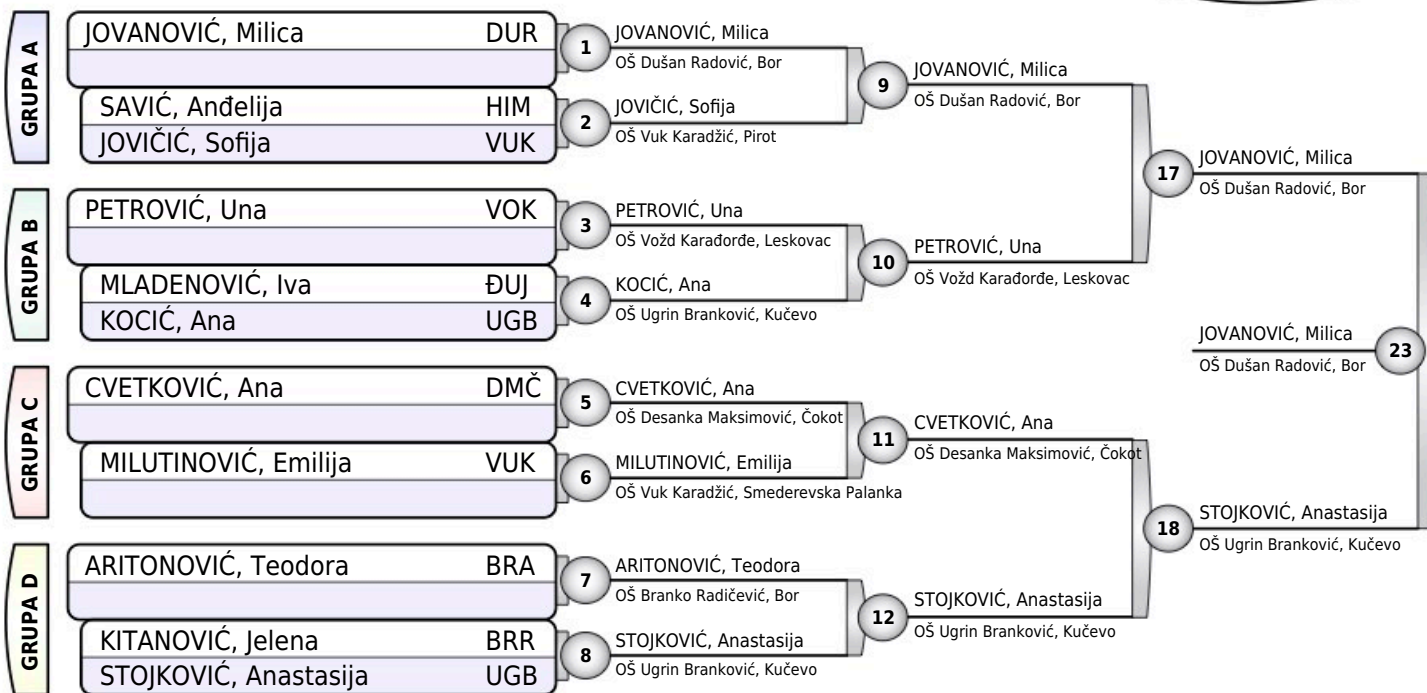 GRUPA A
JOVANOVIĆ, Milica DUR
SAVIĆ, Anđelija HIM
JOVIČIĆ, Sofija VUK
GRUPA B
PETROVIĆ, Una VOK
MLADENOVIĆ, Iva ĐUJ
KOCIĆ, Ana UGB
GRUPA C
CVETKOVIĆ, Ana DMČ
MILUTINOVIĆ, Emilija VUK
GRUPA D
ARITONOVIĆ, Teodora BRA
KITANOVIĆ, Jelena BRR
STOJKOVIĆ, Anastasija UGB
1
JOVANOVIĆ, Milica
OŠ Dušan Radović, Bor
2
JOVIČIĆ, Sofija
OŠ Vuk Karadžić, Pirot
3
PETROVIĆ, Una
OŠ Vožd Karađorđe, Leskovac
4
KOCIĆ, Ana
OŠ Ugrin Branković, Kučevo
5
CVETKOVIĆ, Ana
OŠ Desanka Maksimović, Čokot
6
MILUTINOVIĆ, Emilija
OŠ Vuk Karadžić, Smederevska Palanka
7
ARITONOVIĆ, Teodora
OŠ Branko Radičević, Bor
8
STOJKOVIĆ, Anastasija
OŠ Ugrin Branković, Kučevo
9
JOVANOVIĆ, Milica
OŠ Dušan Radović, Bor
10
PETROVIĆ, Una
OŠ Vožd Karađorđe, Leskovac
11
CVETKOVIĆ, Ana
OŠ Desanka Maksimović, Čokot
12
STOJKOVIĆ, Anastasija
OŠ Ugrin Branković, Kučevo
17
JOVANOVIĆ, Milica
OŠ Dušan Radović, Bor
18
STOJKOVIĆ, Anastasija
OŠ Ugrin Branković, Kučevo
JOVANOVIĆ, Milica
OŠ Dušan Radović, Bor
23